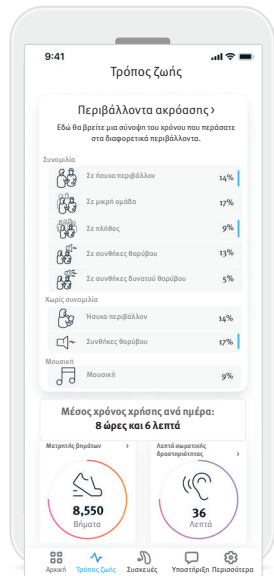 9:41
Τρόπος ζωής
Περιβάλλοντα ακρόασης ›
Εδώ θα βρείτε μια σύνοψη του χρόνου που περάσατε
στα διαφορετικά περιβάλλοντα.
Συνομιλία
Σε ήσυχο περιβάλλον 14%
Σε μικρή ομάδα 17%
Σε πλήθος 9%
Σε συνθήκες θορύβου 13%
Σε συνθήκες δυνατού θορύβου 5%
Χωρίς συνομιλία
Ήσυχο περιβάλλον 14%
Συνθήκες θορύβου 17%
Μουσική
Μουσική 9%
Μέσος χρόνος χρήσης ανά ημέρα:
8 ώρες και 6 λεπτά
Μετρητής βημάτων ›
8,550
Βήματα
Λεπτά σωματικής
δραστηριότητας ›
36
Λεπτά
Αρχική Τρόπος ζωής Συσκευές Υποστήριξη Περισσότερα